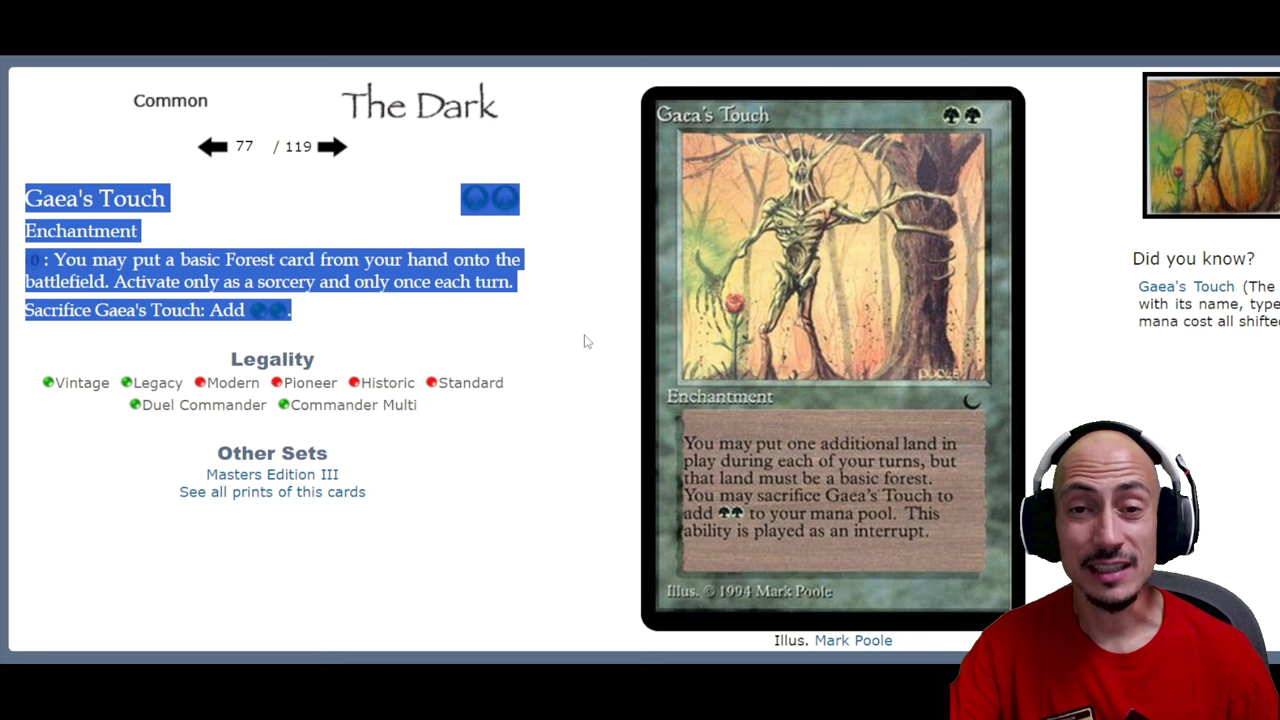 Common
The Dark
77 / 119
Gaea's Touch
Enchantment
0 : You may put a basic Forest card from your hand onto the
battlefield. Activate only as a sorcery and only once each turn.
Sacrifice Gaea's Touch: Add .
Legality
Vintage Legacy Modern Pioneer Historic Standard
Duel Commander Commander Multi
Other Sets
Masters Edition III
See all prints of this cards
Gaea's Touch
POOLE
Enchantment
You may put one additional land in
play during each of your turns, but
that land must be a basic forest.
You may sacrifice Gaea's Touch to
add to your mana pool. This
ability is played as an interrupt.
Illus. © 1994 Mark Poole
Illus. Mark Poole
Did you know?
Gaea's Touch (The
with its name, type
mana cost all shifte